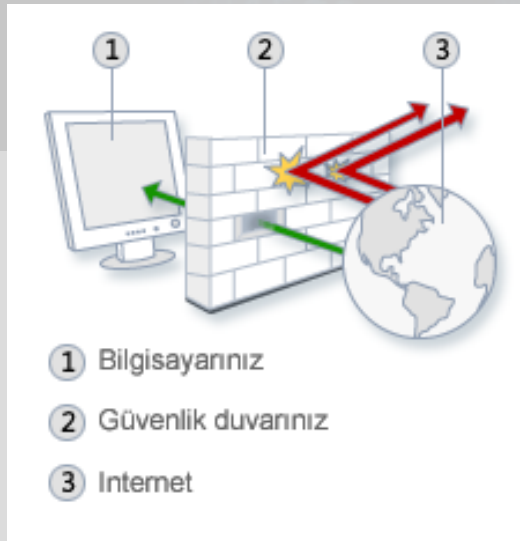 1 2 3
1 Bilgisayarınız
2 Güvenlik duvarınız
3 Internet